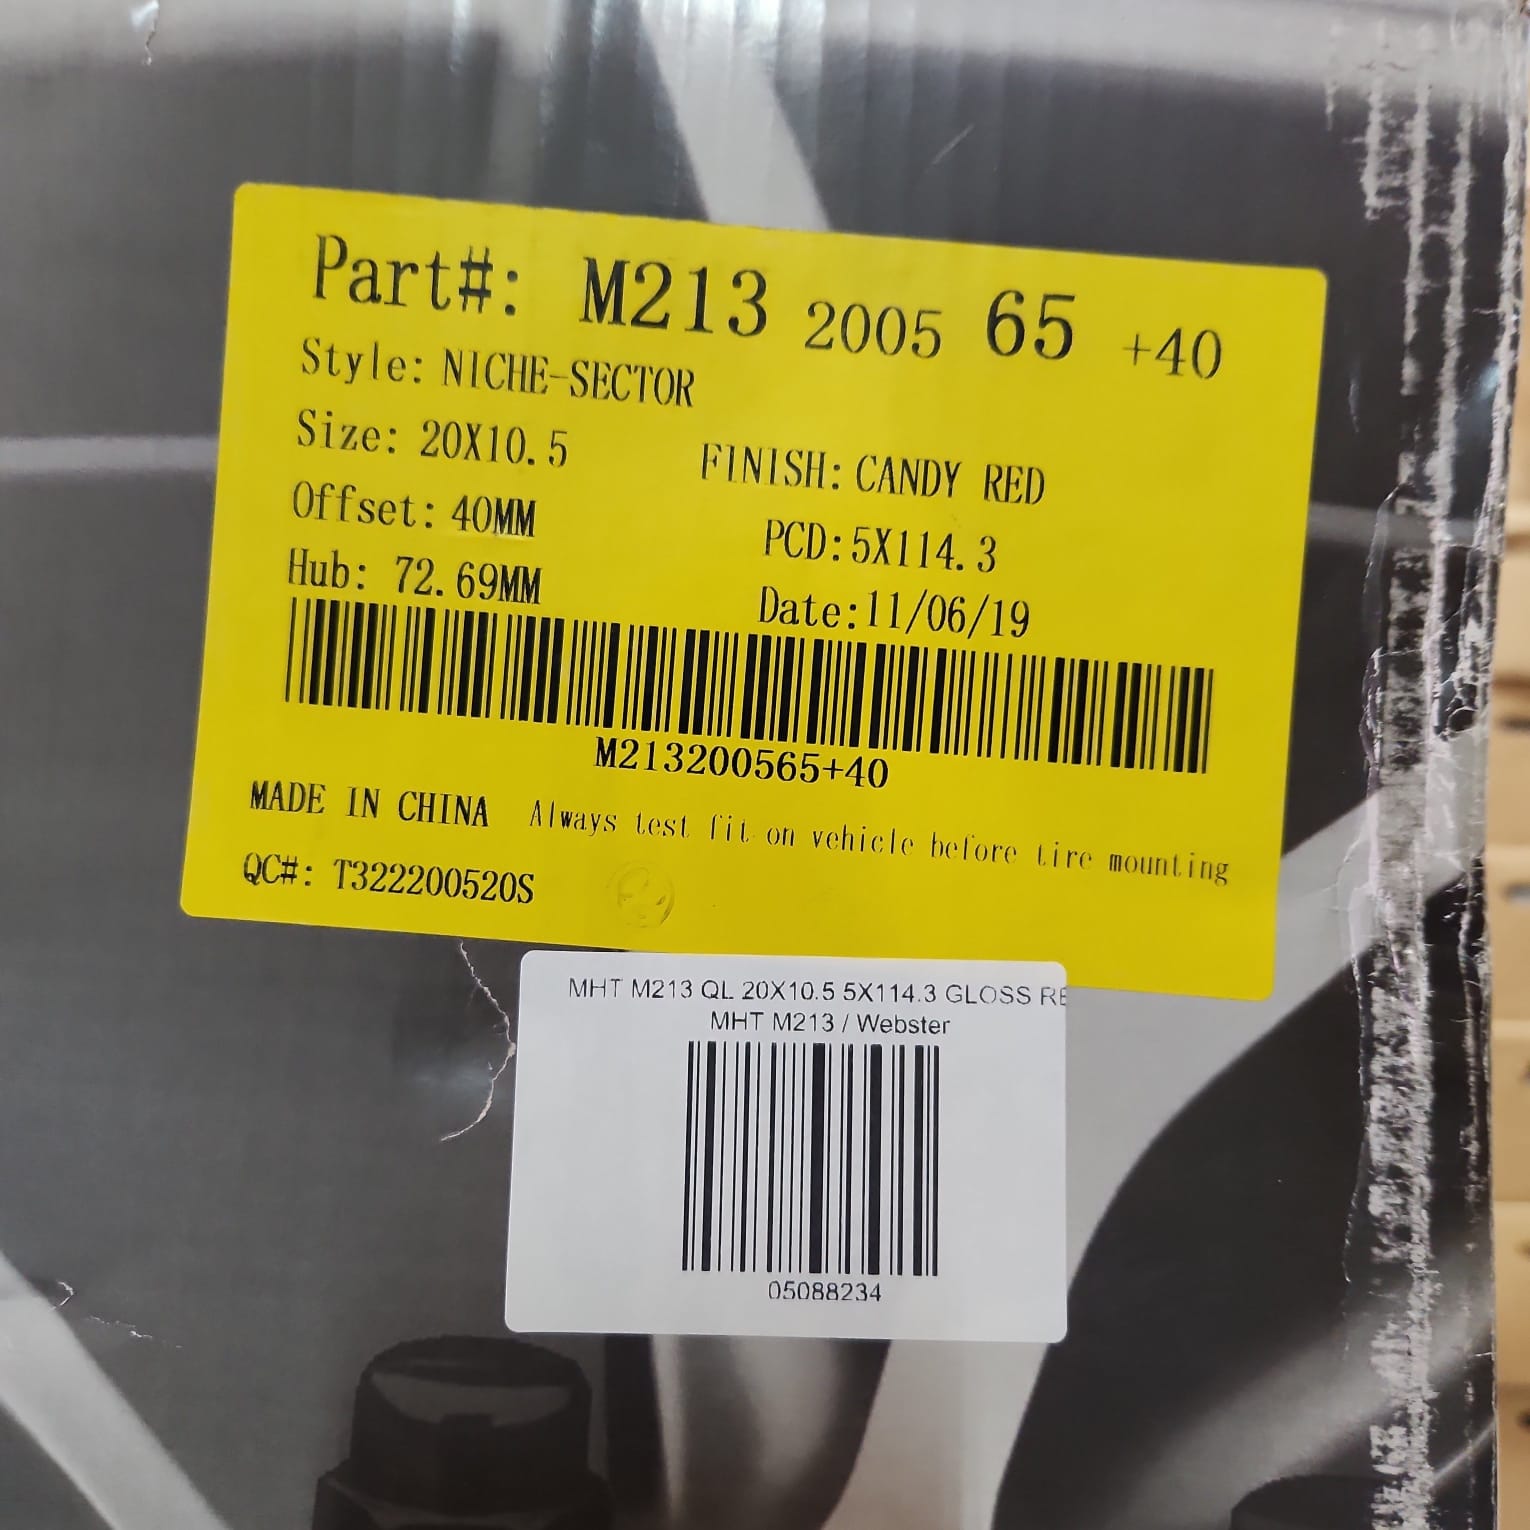 Part#: M213 2005 65 +40
Style: NICHE-SECTOR
Size: 20X10.5 FINISH: CANDY RED
Offset: 40MM PCD:5X114.3
Hub: 72.69MM Date:11/06/19
M213200565+40
MADE IN CHINA Always test fit on vehicle before tire mounting
QC#: T322200520S
MHT M213 QL 20X10.5 5X114.3 GLOSS RE
MHT M213 / Webster
05088234